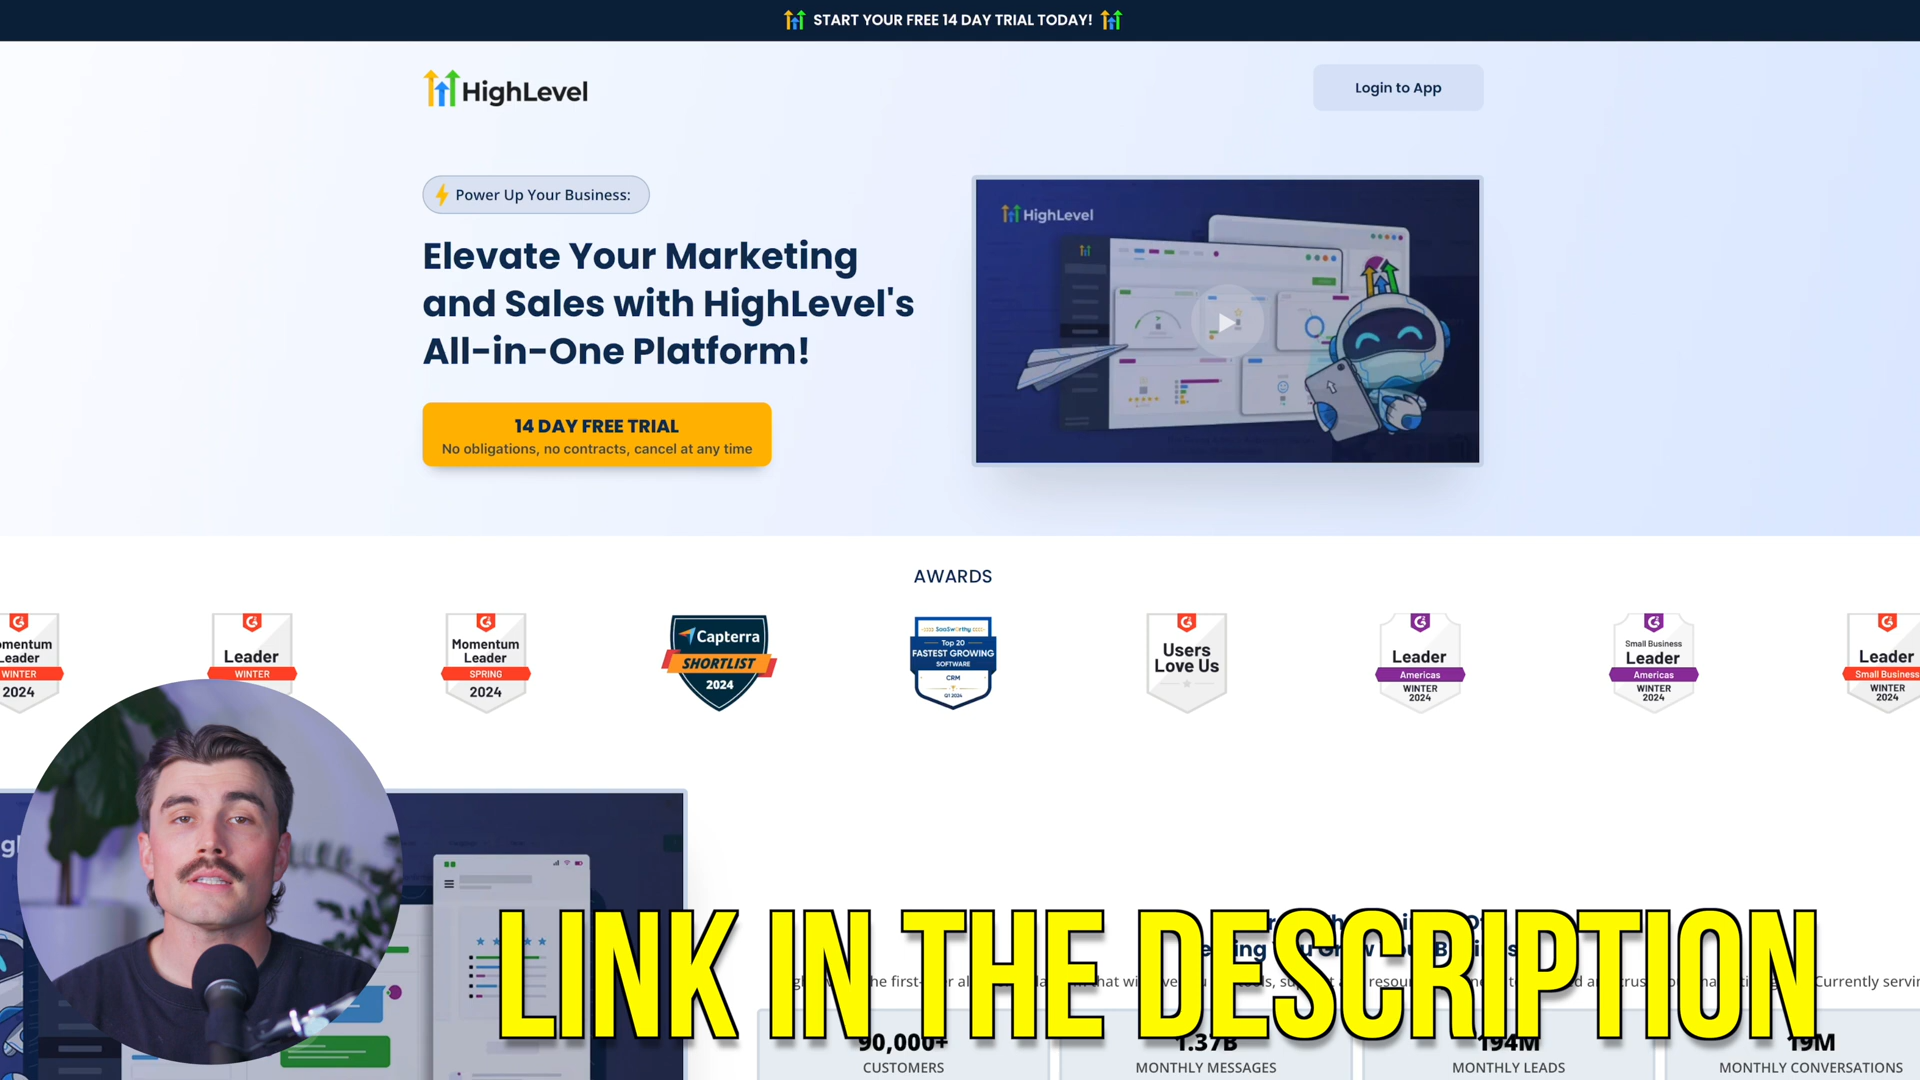 START YOUR FREE 14 DAY TRIAL TODAY!
HighLevel
Login to App
Power Up Your Business:
Elevate Your Marketing
and Sales with HighLevel's
All-in-One Platform!
14 DAY FREE TRIAL
No obligations, no contracts, cancel at any time
HighLevel
AWARDS
Leader
WINTER
2024
Leader
WINTER
Momentum
Leader
SPRING
2024
Capterra
SHORTLIST
2024
SaaSworthy
Top 20
FASTEST GROWING
SOFTWARE
CRM
Q1 2024
Users
Love Us
Leader
Americas
WINTER
2024
Small Business
Leader
Americas
WINTER
2024
Leader
Small Business
WINTER
2024
LINK IN THE DESCRIPTION
Currently
90,000+
CUSTOMERS
1.37B
MONTHLY MESSAGES
194M
MONTHLY LEADS
19M
MONTHLY CONVERSATIONS